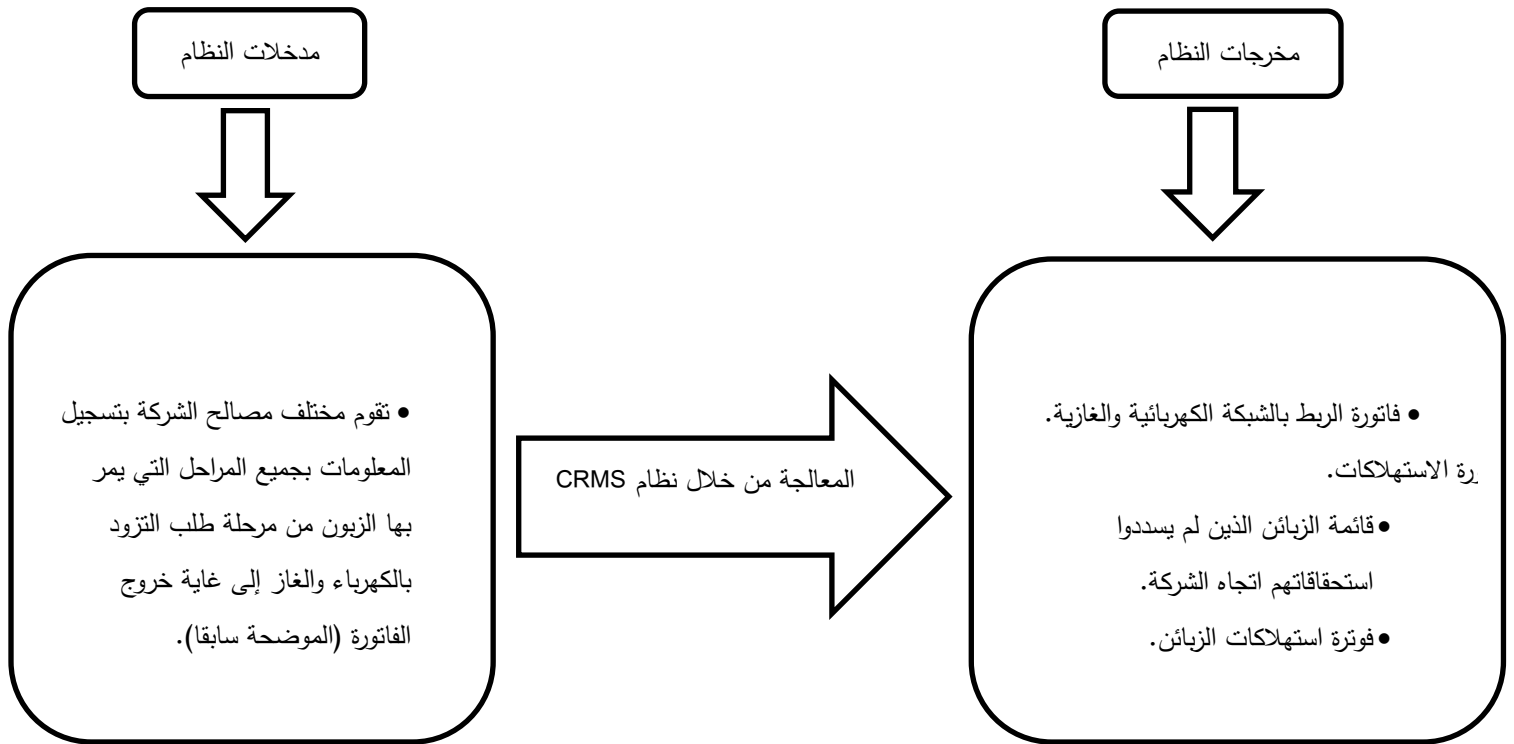 مدخلات النظام
مخرجات النظام
• تقوم مختلف مصالح الشركة بتسجيل
المعلومات بجميع المراحل التي يمر
بها الزبون من مرحلة طلب التزود
بالكهرباء والغاز إلى غاية خروج
الفاتورة (الموضحة سابقا).
المعالجة من خلال نظام CRMS
• فاتورة الربط بالشبكة الكهربائية والغازية.
الاستهلاكات.
• قائمة الزبائن الذين لم يسددوا
استحقاقاتهم اتجاه الشركة.
• فوترة استهلاكات الزبائن.